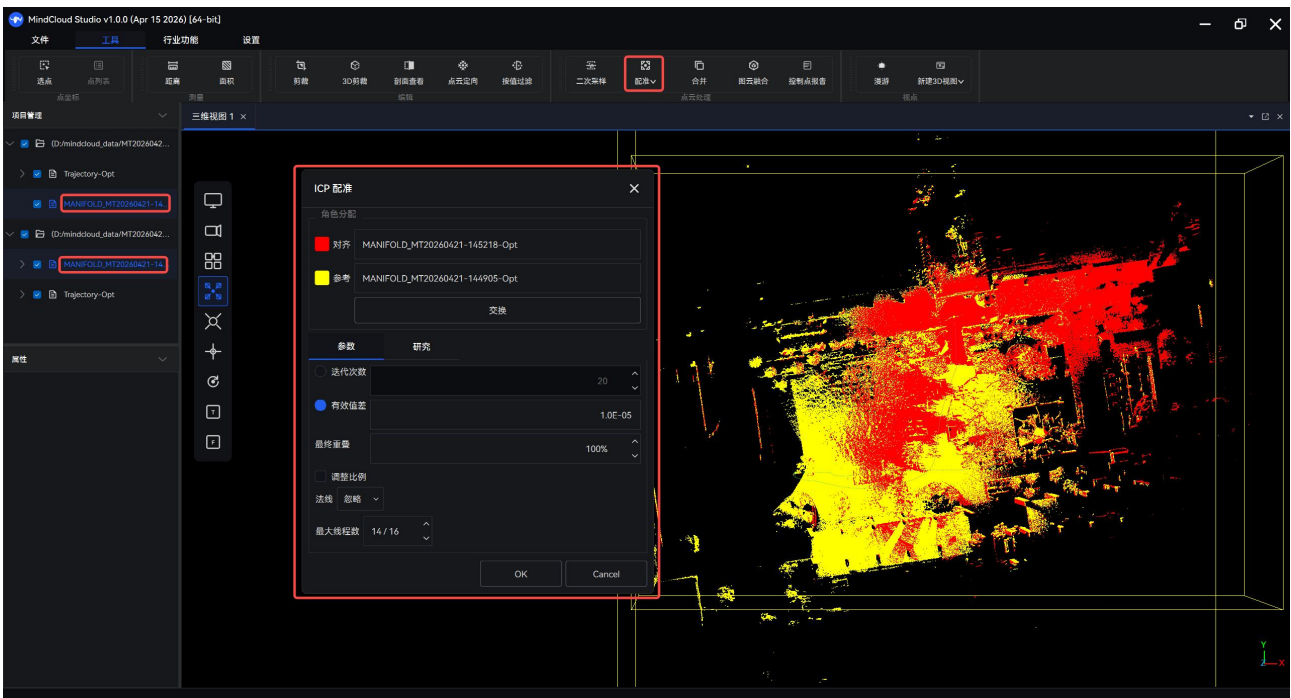 MindCloud Studio v1.0.0 (Apr 15 2026) [64-bit]
文件 工具 行业功能 设置
选点 点列表 距离 面积 剪裁 3D剪裁 剖面查看 点云定向 按值过滤 二次采样 配准 合并 图云融合 控制点报告 漫游 新建3D视图
点坐标 测量 编辑 点云处理 视点
项目管理
三维视图 1 ×
(D:/mindcloud_data/MT2026042...
Trajectory-Opt
MANIFOLD_MT20260421-14...
(D:/mindcloud_data/MT2026042...
MANIFOLD_MT20260421-14...
Trajectory-Opt
属性
T
F
ICP 配准
角色分配
对齐 MANIFOLD_MT20260421-145218-Opt
参考 MANIFOLD_MT20260421-144905-Opt
交换
参数 研究
迭代次数 20
有效值差 1.0E-05
最终重叠 100%
调整比例
法线 忽略
最大线程数 14 / 16
OK Cancel
Y
Z X